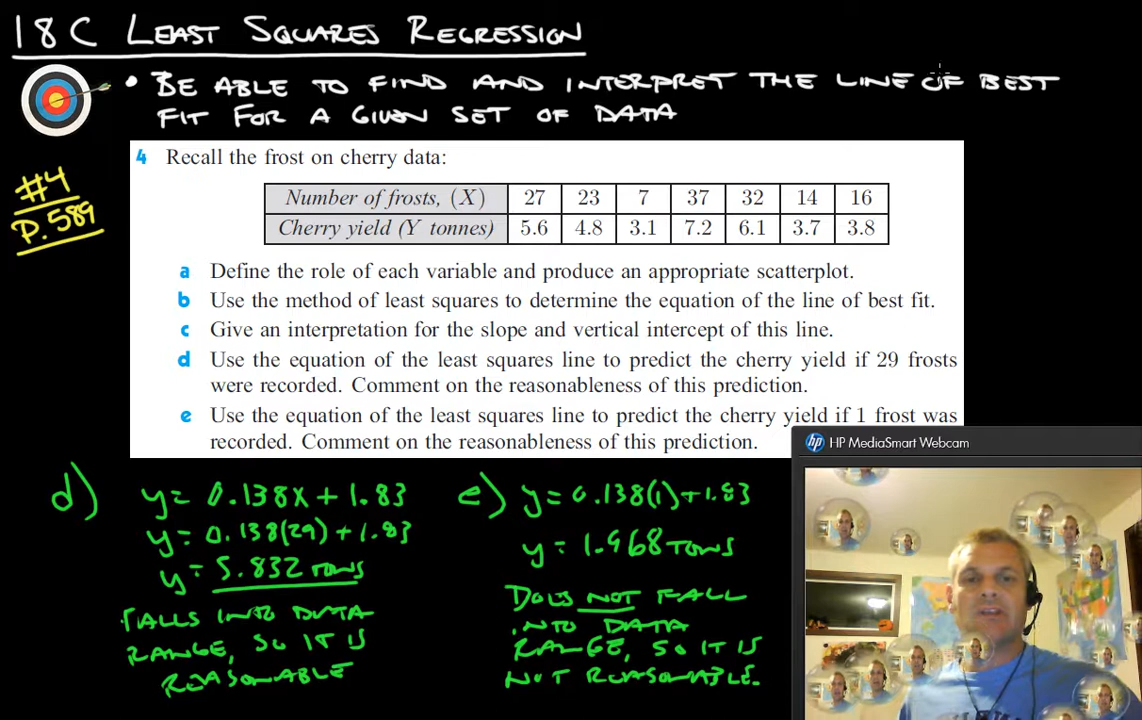 18C LEAST SQUARES REGRESSION
• BE ABLE TO FIND AND INTERPRET THE LINE OF BEST
FIT FOR A GIVEN SET OF DATA
#4
P.589
4 Recall the frost on cherry data:
Number of frosts, (X) 27 23 7 37 32 14 16
Cherry yield (Y tonnes) 5.6 4.8 3.1 7.2 6.1 3.7 3.8
a Define the role of each variable and produce an appropriate scatterplot.
b Use the method of least squares to determine the equation of the line of best fit.
c Give an interpretation for the slope and vertical intercept of this line.
d Use the equation of the least squares line to predict the cherry yield if 29 frosts
were recorded. Comment on the reasonableness of this prediction.
e Use the equation of the least squares line to predict the cherry yield if 1 frost was
recorded. Comment on the reasonableness of this prediction.
hp HP MediaSmart Webcam
d) y = 0.138x + 1.83
y = 0.138(29) + 1.83
y = 5.832 TONS
FALLS INTO DATA
RANGE, SO IT IS
REASONABLE
e) y = 0.138(1) + 1.83
y = 1.968 TONS
DOES NOT FALL
INTO DATA
RANGE, SO IT IS
NOT REASONABLE.